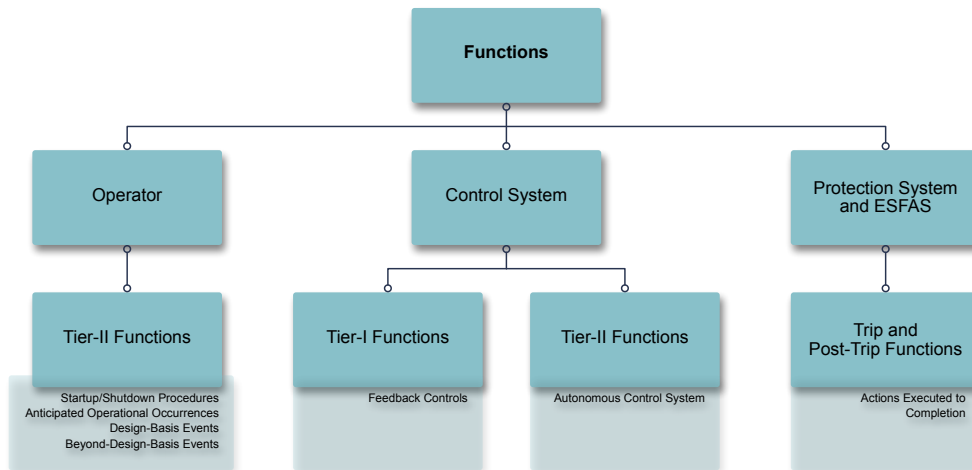 Functions
Operator
Control System
Protection System
and ESFAS
Tier-II Functions
Tier-I Functions
Tier-II Functions
Trip and
Post-Trip Functions
Startup/Shutdown Procedures
Anticipated Operational Occurrences
Design-Basis Events
Beyond-Design-Basis Events
Feedback Controls
Autonomous Control System
Actions Executed to
Completion